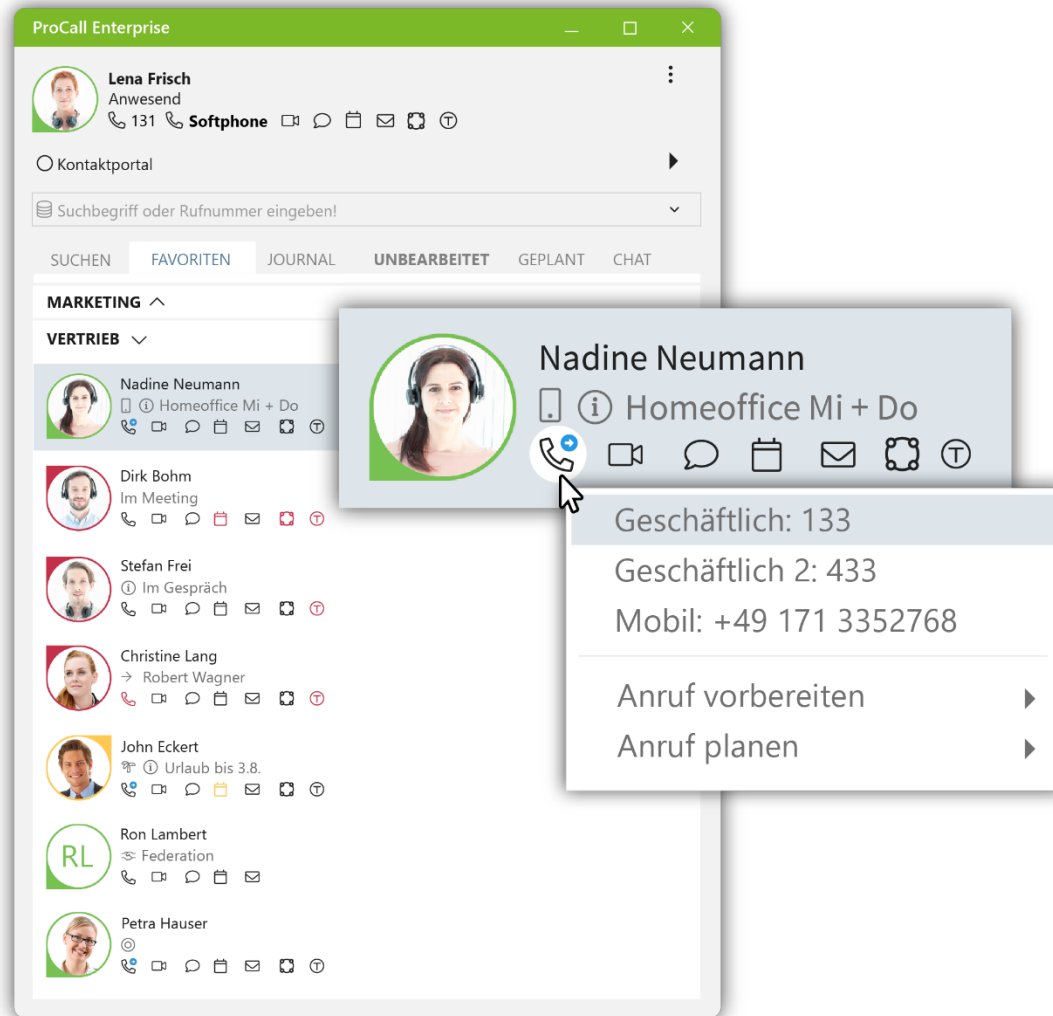 ProCall Enterprise
Lena Frisch
Anwesend
131 Softphone
T
Kontaktportal
Suchbegriff oder Rufnummer eingeben!
SUCHEN FAVORITEN JOURNAL UNBEARBEITET GEPLANT CHAT
MARKETING
VERTRIEB
Nadine Neumann
Homeoffice Mi + Do
T
Dirk Bohm
Im Meeting
T
Stefan Frei
Im Gespräch
T
Christine Lang
Robert Wagner
T
John Eckert
Urlaub bis 3.8.
T
RL
Ron Lambert
Federation
Petra Hauser
T
Nadine Neumann
Homeoffice Mi + Do
T
Geschäftlich: 133
Geschäftlich 2: 433
Mobil: +49 171 3352768
Anruf vorbereiten
Anruf planen